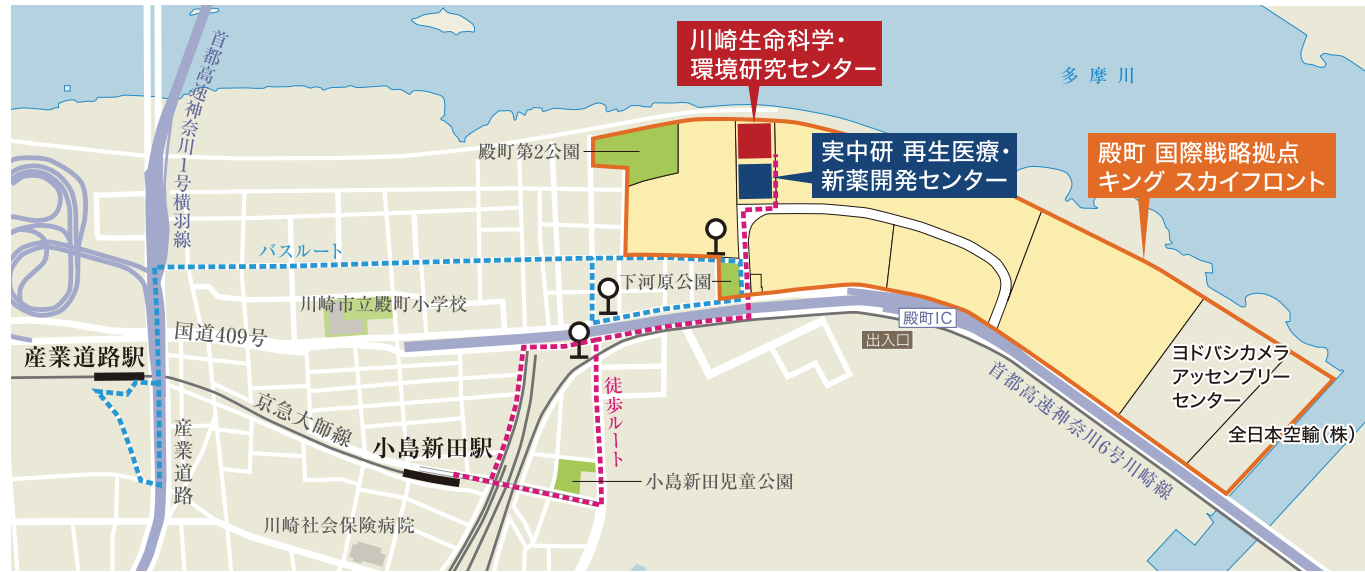 川崎生命科学・
環境研究センター
多摩川
実中研 再生医療・
新薬開発センター
殿町 国際戦略拠点
キング スカイフロント
首都高速神奈川1号横羽線
殿町第2公園
バスルート
下河原公園
川崎市立殿町小学校
国道409号
殿町IC
出入口
産業道路駅
ヨドバシカメラ
アッセンブリー
センター
全日本空輸(株)
首都高速神奈川6号川崎線
徒歩ルート
京急大師線
産業道路
小島新田駅
小島新田児童公園
川崎社会保険病院